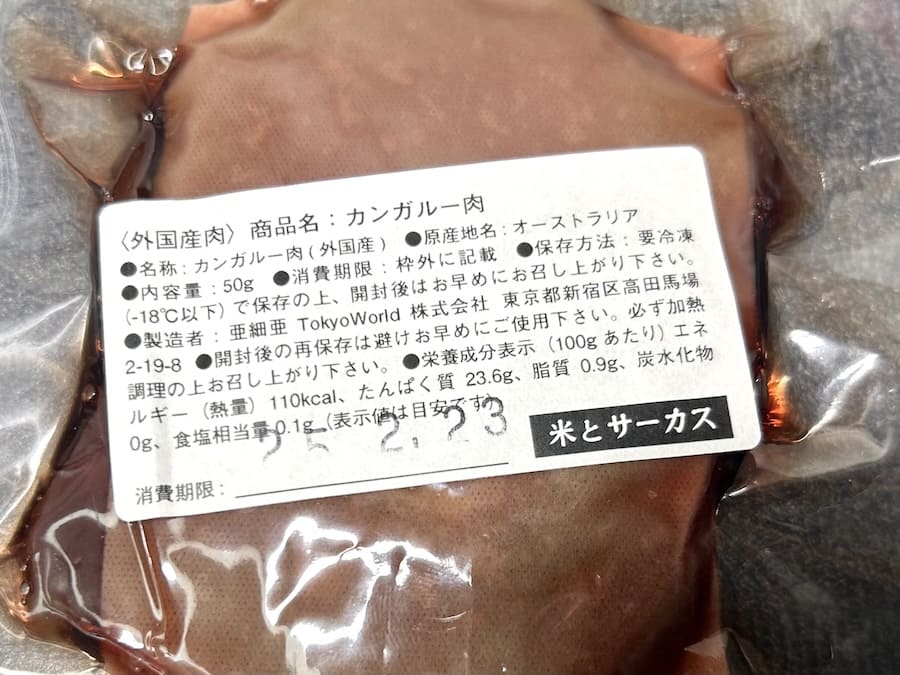 〈外国産肉〉商品名：カンガルー肉
●名称：カンガルー肉(外国産) ●原産地名：オーストラリア
●内容量：50g ●消費期限：枠外に記載 ●保存方法：要冷凍
(-18℃以下)で保存の上、開封後はお早めにお召し上がり下さい。
●製造者：亜細亜 TokyoWorld 株式会社 東京都新宿区高田馬場
2-19-8 ●開封後の再保存は避けお早めにご使用下さい。必ず加熱
調理の上お召し上がり下さい。 ●栄養成分表示（100gあたり）エネ
ルギー（熱量）110kcal、たんぱく質 23.6g、脂質 0.9g、炭水化物
0g、食塩相当量 0.1g（表示値は目安です）
25 2.23
米とサーカス
消費期限：